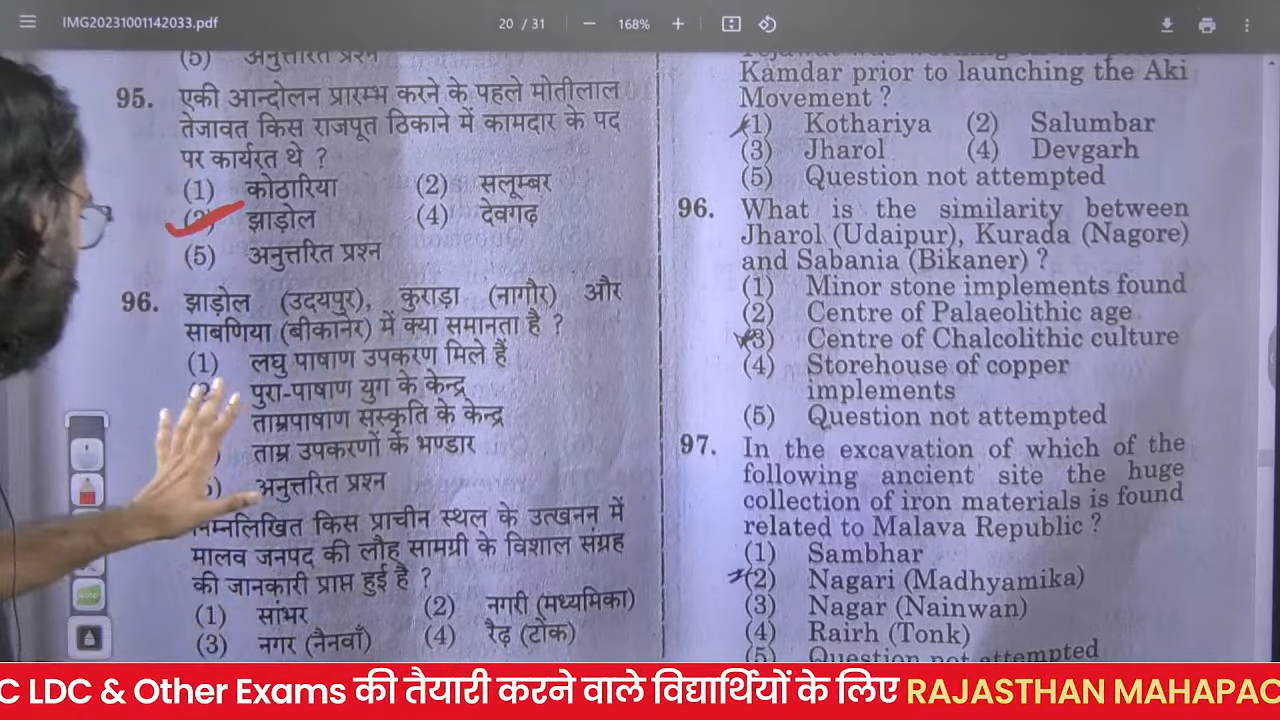 IMG20231001142033.pdf
20 / 31
168%
(5) अनुत्तरित प्रश्न
95. एकी आन्दोलन प्रारम्भ करने के पहले मोतीलाल
तेजावत किस राजपूत ठिकाने में कामदार के पद
पर कार्यरत थे ?
(1) कोठारिया (2) सलूम्बर
झाड़ोल (4) देवगढ़
(5) अनुत्तरित प्रश्न
96. झाड़ोल (उदयपुर), कुराड़ा (नागौर) और
साबणिया (बीकानेर) में क्या समानता है ?
(1) लघु पाषाण उपकरण मिले हैं
पुरा-पाषाण युग के केन्द्र
ताम्रपाषाण संस्कृति के केन्द्र
ताम्र उपकरणों के भण्डार
अनुत्तरित प्रश्न
निम्नलिखित किस प्राचीन स्थल के उत्खनन में
मालव जनपद की लौह सामग्री के विशाल संग्रह
की जानकारी प्राप्त हुई है ?
(1) सांभर (2) नगरी (मध्यमिका)
(3) नगर (नैनवाँ) (4) रैढ़ (टोंक)
Kamdar prior to launching the Aki
Movement ?
(1) Kothariya (2) Salumbar
(3) Jharol (4) Devgarh
(5) Question not attempted
96. What is the similarity between
Jharol (Udaipur), Kurada (Nagore)
and Sabania (Bikaner) ?
(1) Minor stone implements found
(2) Centre of Palaeolithic age
(3) Centre of Chalcolithic culture
(4) Storehouse of copper
implements
(5) Question not attempted
97. In the excavation of which of the
following ancient site the huge
collection of iron materials is found
related to Malava Republic ?
(1) Sambhar
(2) Nagari (Madhyamika)
(3) Nagar (Nainwan)
(4) Rairh (Tonk)
(5) Question not attempted
C LDC & Other Exams की तैयारी करने वाले विद्यार्थियों के लिए RAJASTHAN MAHAPAC